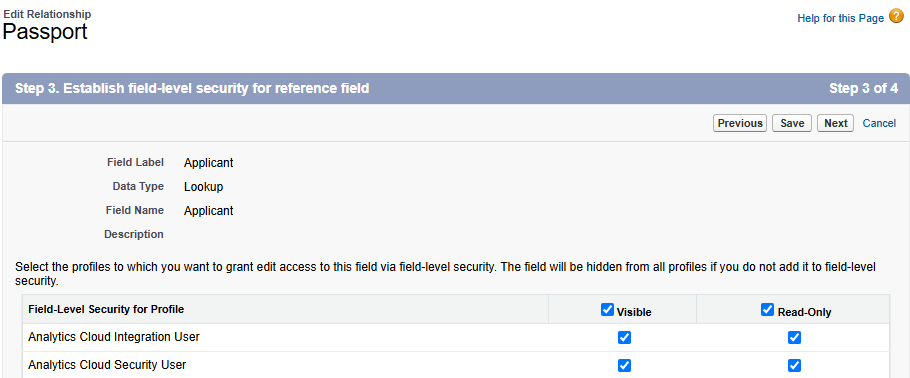 Edit Relationship
Passport
Help for this Page
Step 3. Establish field-level security for reference field
Step 3 of 4
Previous Save Next Cancel
Field Label Applicant
Data Type Lookup
Field Name Applicant
Description
Select the profiles to which you want to grant edit access to this field via field-level security. The field will be hidden from all profiles if you do not add it to field-level
security.
Field-Level Security for Profile Visible Read-Only
Analytics Cloud Integration User
Analytics Cloud Security User